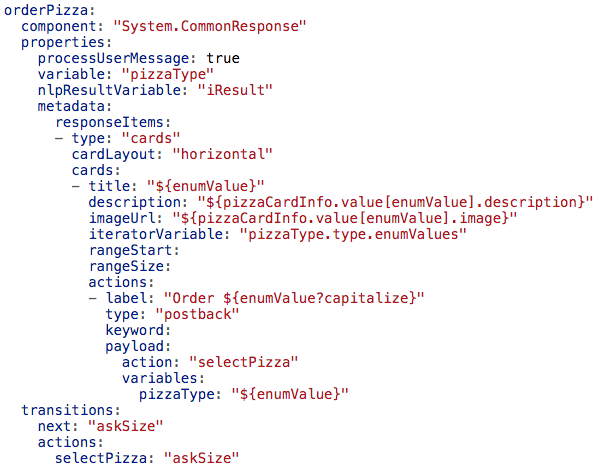 orderPizza:
  component: "System.CommonResponse"
  properties:
    processUserMessage: true
    variable: "pizzaType"
    nlpResultVariable: "iResult"
    metadata:
      responseItems:
      - type: "cards"
        cardLayout: "horizontal"
        cards:
        - title: "${enumValue}"
          description: "${pizzaCardInfo.value[enumValue].description}"
          imageUrl: "${pizzaCardInfo.value[enumValue].image}"
          iteratorVariable: "pizzaType.type.enumValues"
          rangeStart:
          rangeSize:
          actions:
          - label: "Order ${enumValue?capitalize}"
            type: "postback"
            keyword:
            payload:
              action: "selectPizza"
              variables:
                pizzaType: "${enumValue}"
  transitions:
    next: "askSize"
    actions:
      selectPizza: "askSize"